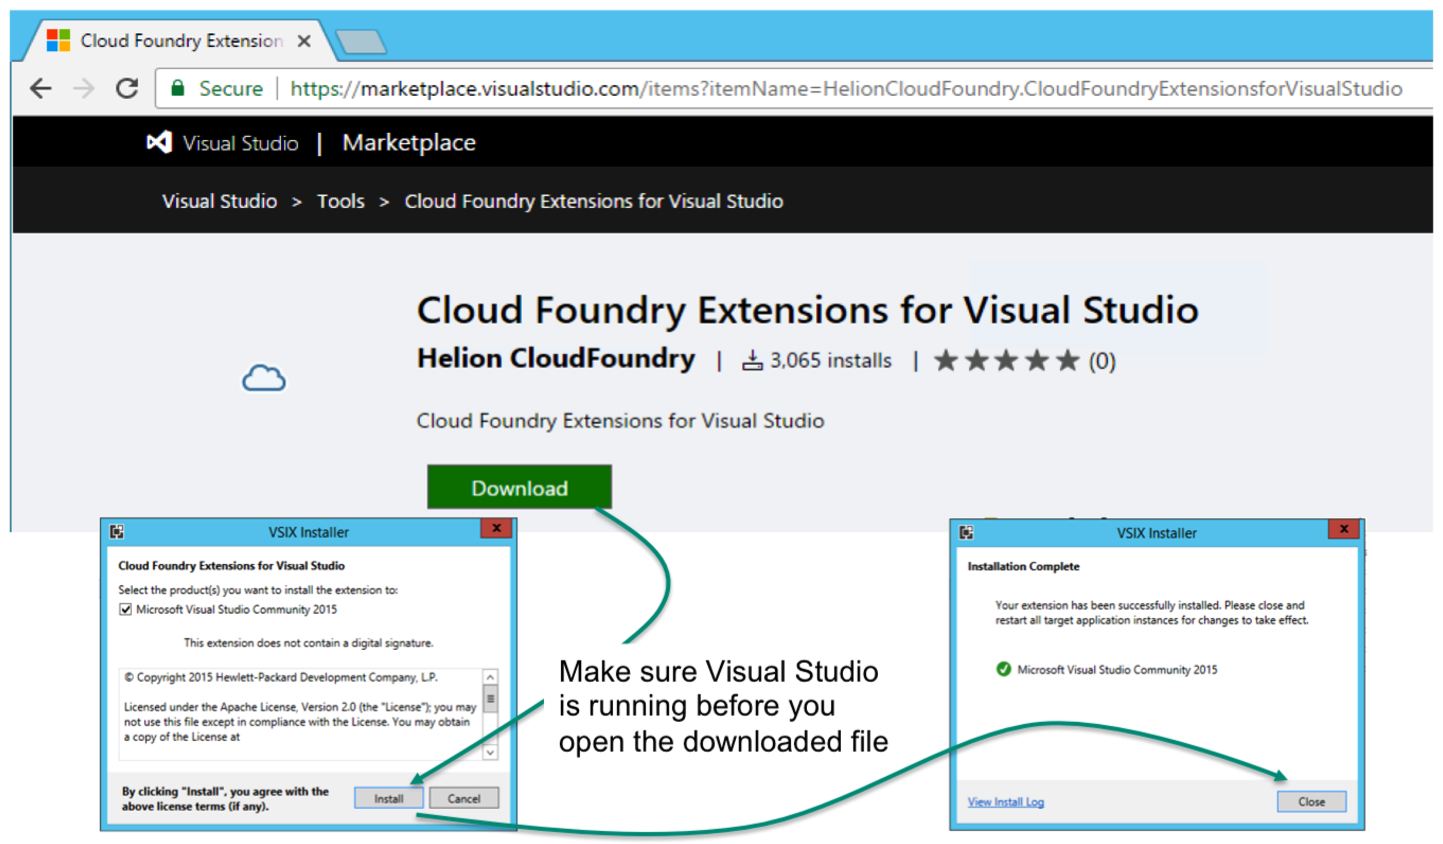 Cloud Foundry Extension
Secure | https://marketplace.visualstudio.com/items?itemName=HelionCloudFoundry.CloudFoundryExtensionsforVisualStudio
Visual Studio | Marketplace
Visual Studio > Tools > Cloud Foundry Extensions for Visual Studio
Cloud Foundry Extensions for Visual Studio
Helion CloudFoundry | 3,065 installs | ★★★★★ (0)
Cloud Foundry Extensions for Visual Studio
Download
VSIX Installer
Cloud Foundry Extensions for Visual Studio
Select the product(s) you want to install the extension to:
Microsoft Visual Studio Community 2015
This extension does not contain a digital signature.
© Copyright 2015 Hewlett-Packard Development Company, L.P.
Licensed under the Apache License, Version 2.0 (the "License"); you may
not use this file except in compliance with the License. You may obtain
a copy of the License at
By clicking "Install", you agree with the
above license terms (if any).
Install
Cancel
Make sure Visual Studio
is running before you
open the downloaded file
VSIX Installer
Installation Complete
Your extension has been successfully installed. Please close and
restart all target application instances for changes to take effect.
Microsoft Visual Studio Community 2015
View Install Log
Close